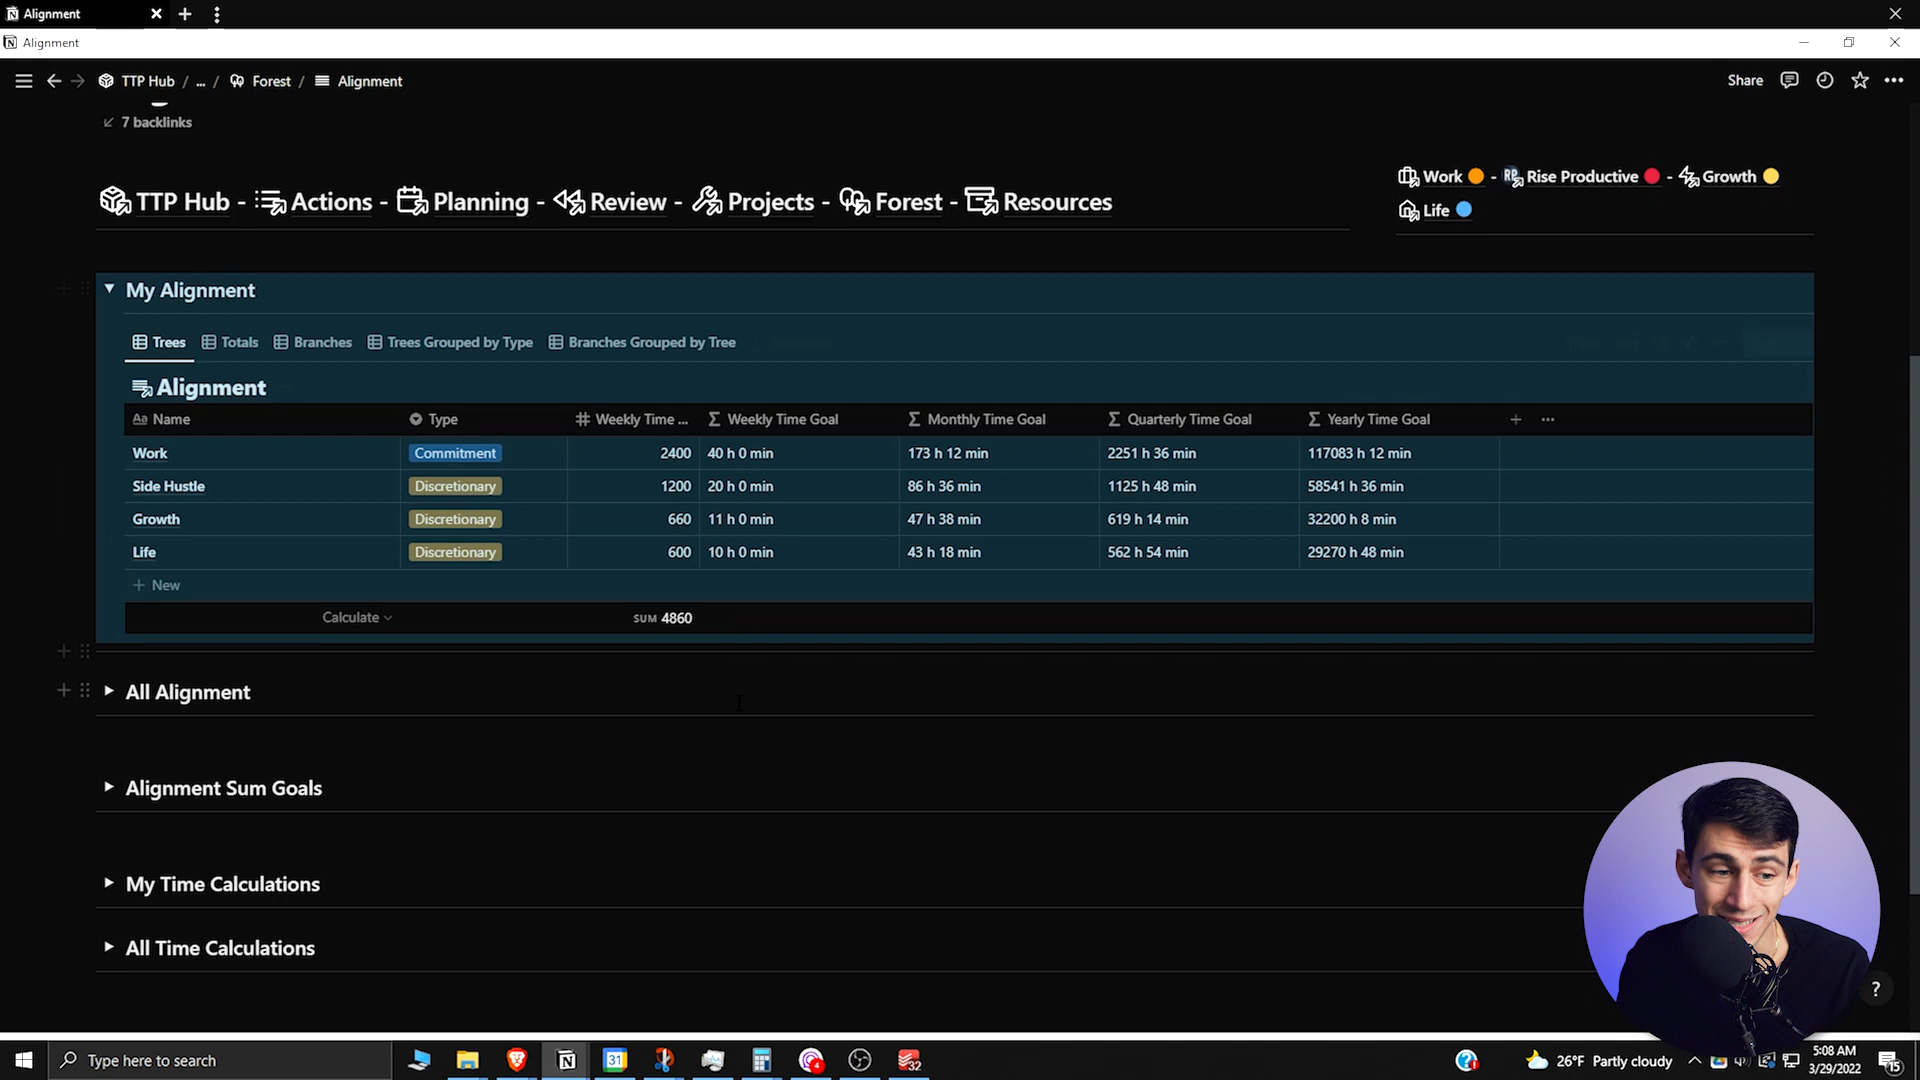 Alignment
Alignment
TTP Hub / ... / Forest / Alignment
Share
7 backlinks
TTP Hub - Actions - Planning - Review - Projects - Forest - Resources
Work - RP Rise Productive - Growth
Life
My Alignment
Trees Totals Branches Trees Grouped by Type Branches Grouped by Tree
Alignment
Aa Name Type # Weekly Time ... Σ Weekly Time Goal Σ Monthly Time Goal Σ Quarterly Time Goal Σ Yearly Time Goal + ...
Work Commitment 2400 40 h 0 min 173 h 12 min 2251 h 36 min 117083 h 12 min
Side Hustle Discretionary 1200 20 h 0 min 86 h 36 min 1125 h 48 min 58541 h 36 min
Growth Discretionary 660 11 h 0 min 47 h 38 min 619 h 14 min 32200 h 8 min
Life Discretionary 600 10 h 0 min 43 h 18 min 562 h 54 min 29270 h 48 min
+ New
Calculate SUM 4860
All Alignment
Alignment Sum Goals
My Time Calculations
All Time Calculations
?
Type here to search
31
4
32
26°F Partly cloudy
5:08 AM
3/29/2022
15